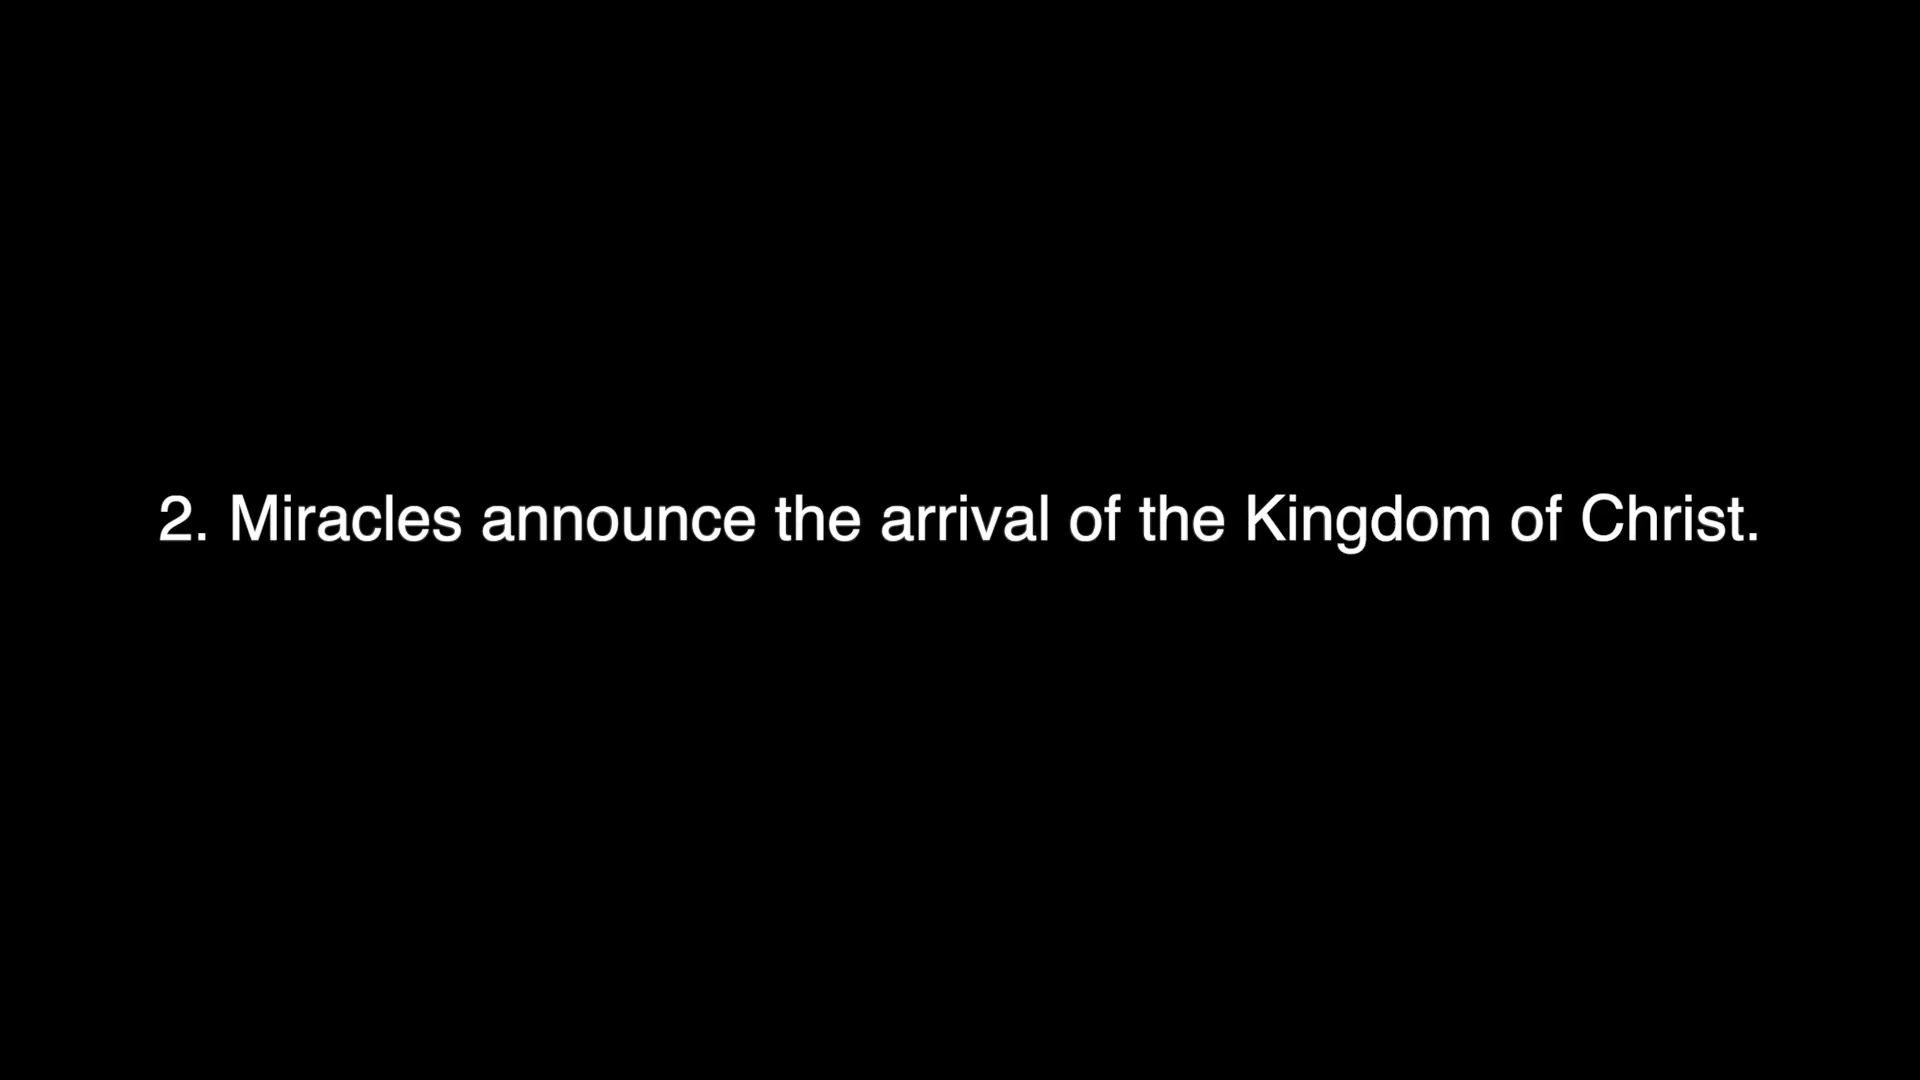 2. Miracles announce the arrival of the Kingdom of Christ.